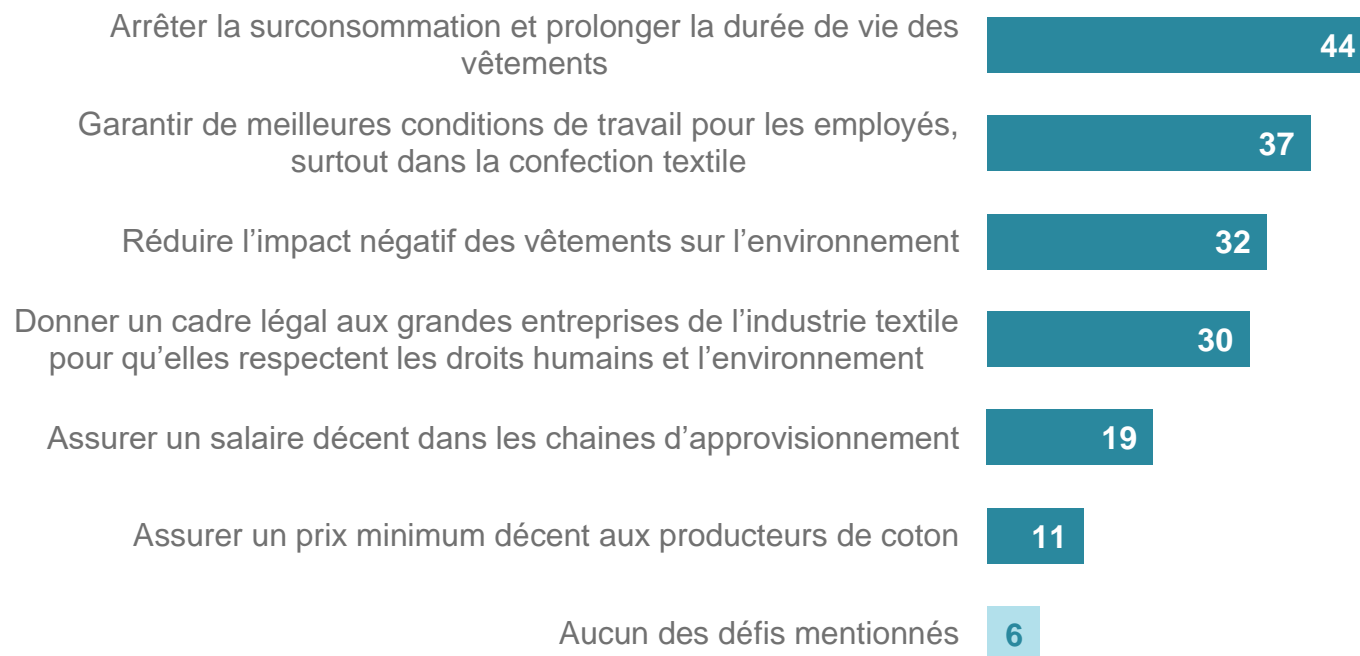 Arrêter la surconsommation et prolonger la durée de vie des
vêtements
44
Garantir de meilleures conditions de travail pour les employés,
surtout dans la confection textile
37
Réduire l’impact négatif des vêtements sur l’environnement
32
Donner un cadre légal aux grandes entreprises de l’industrie textile
pour qu’elles respectent les droits humains et l’environnement
30
Assurer un salaire décent dans les chaines d’approvisionnement
19
Assurer un prix minimum décent aux producteurs de coton
11
Aucun des défis mentionnés
6